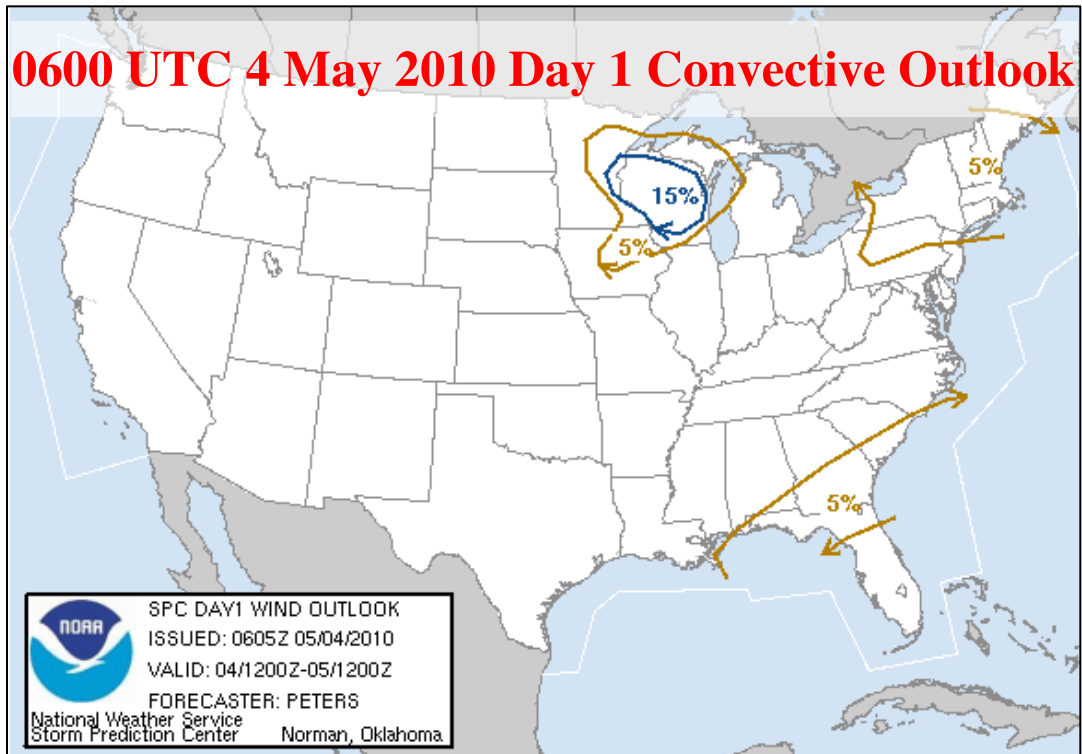 0600 UTC 4 May 2010 Day 1 Convective Outlook
5%
15%
5%
5%
NOAA
SPC DAY1 WIND OUTLOOK
ISSUED: 0605Z 05/04/2010
VALID: 04/1200Z-05/1200Z
FORECASTER: PETERS
National Weather Service
Storm Prediction Center Norman, Oklahoma